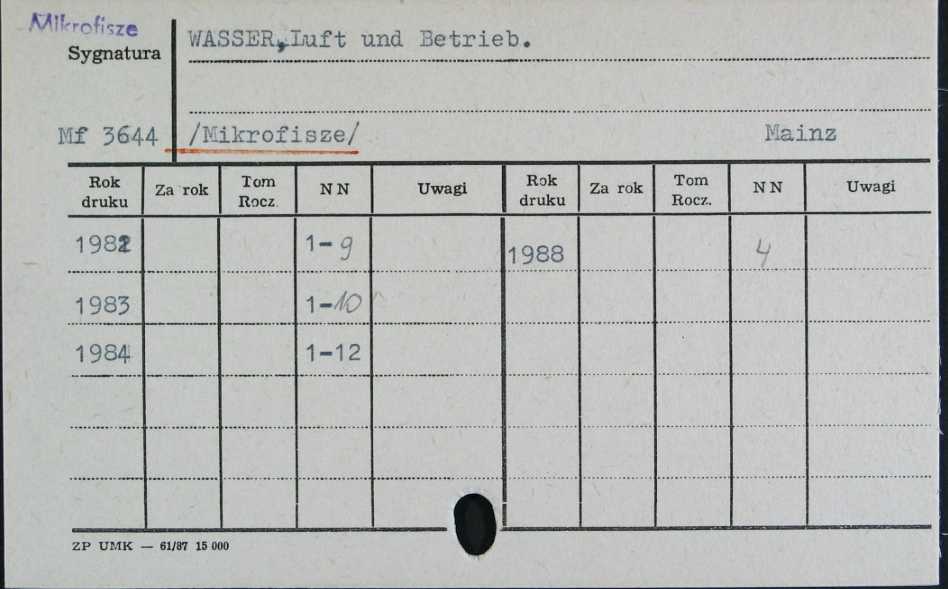 Mikrofisze
Sygnatura
WASSER, Luft und Betrieb.
Mf 3644 /Mikrofisze/ Mainz
Rok druku Za rok Tom Rocz. N N Uwagi Rok druku Za rok Tom Rocz. N N Uwagi
1982 1-9 1988 4
1983 1-10
1984 1-12
ZP UMK — 61/87 15 000